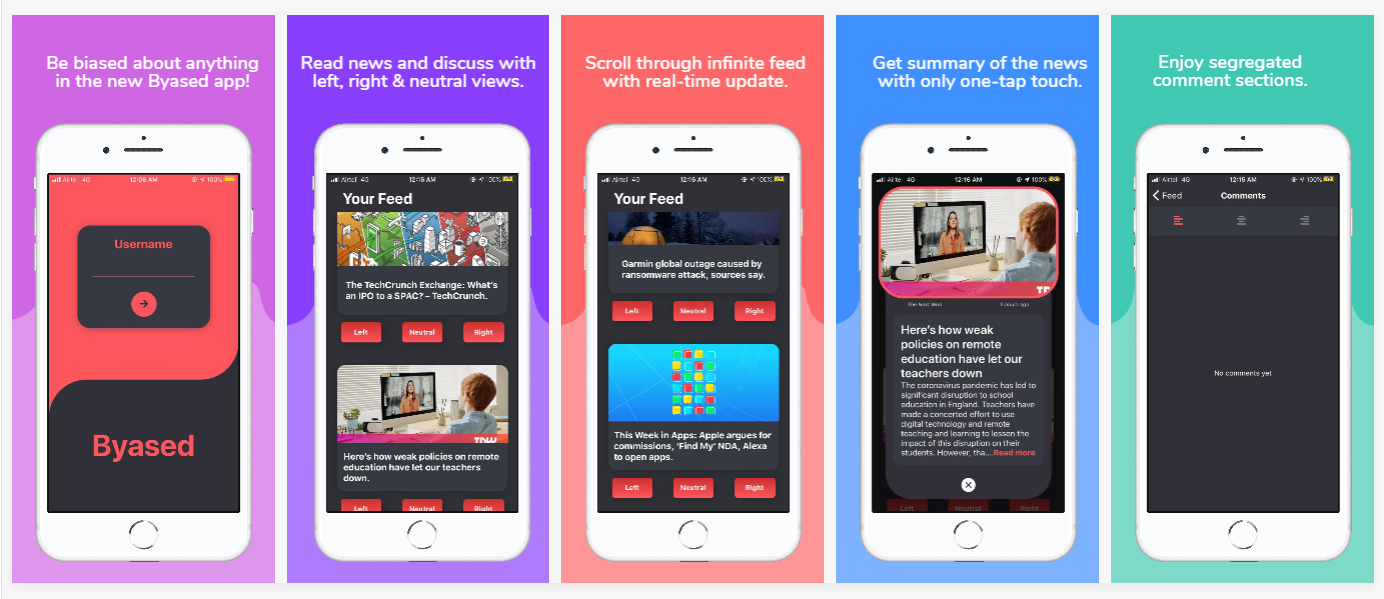 Be biased about anything
in the new Byased app!
Airtel 4G 12:06 AM 100%
Username
Byased
Read news and discuss with
left, right & neutral views.
Airtel 4G 12:16 AM 100%
Your Feed
The TechCrunch Exchange: What's
an IPO to a SPAC? – TechCrunch.
Left Neutral Right
TNW
Here's how weak policies on remote
education have let our teachers
down.
Left Neutral Right
Scroll through infinite feed
with real-time update.
Airtel 4G 12:16 AM 100%
Your Feed
Garmin global outage caused by
ransomware attack, sources say.
Left Neutral Right
This Week in Apps: Apple argues for
commissions, 'Find My' NDA, Alexa
to open apps.
Left Neutral Right
Get summary of the news
with only one-tap touch.
Airtel 4G 12:15 AM 100%
The Next Web
Here's how weak
policies on remote
education have let our
teachers down
The coronavirus pandemic has led to
significant disruption to school
education in England. Teachers have
made a concerted effort to use
digital technology and remote
teaching and learning to lessen the
impact of this disruption on their
students. However, tha....Read more
Left Neutral Right
Enjoy segregated
comment sections.
Airtel 4G 12:15 AM 100%
Feed Comments
No comments yet